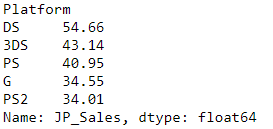 Platform
DS     54.66
3DS    43.14
PS     40.95
G      34.55
PS2    34.01
Name: JP_Sales, dtype: float64